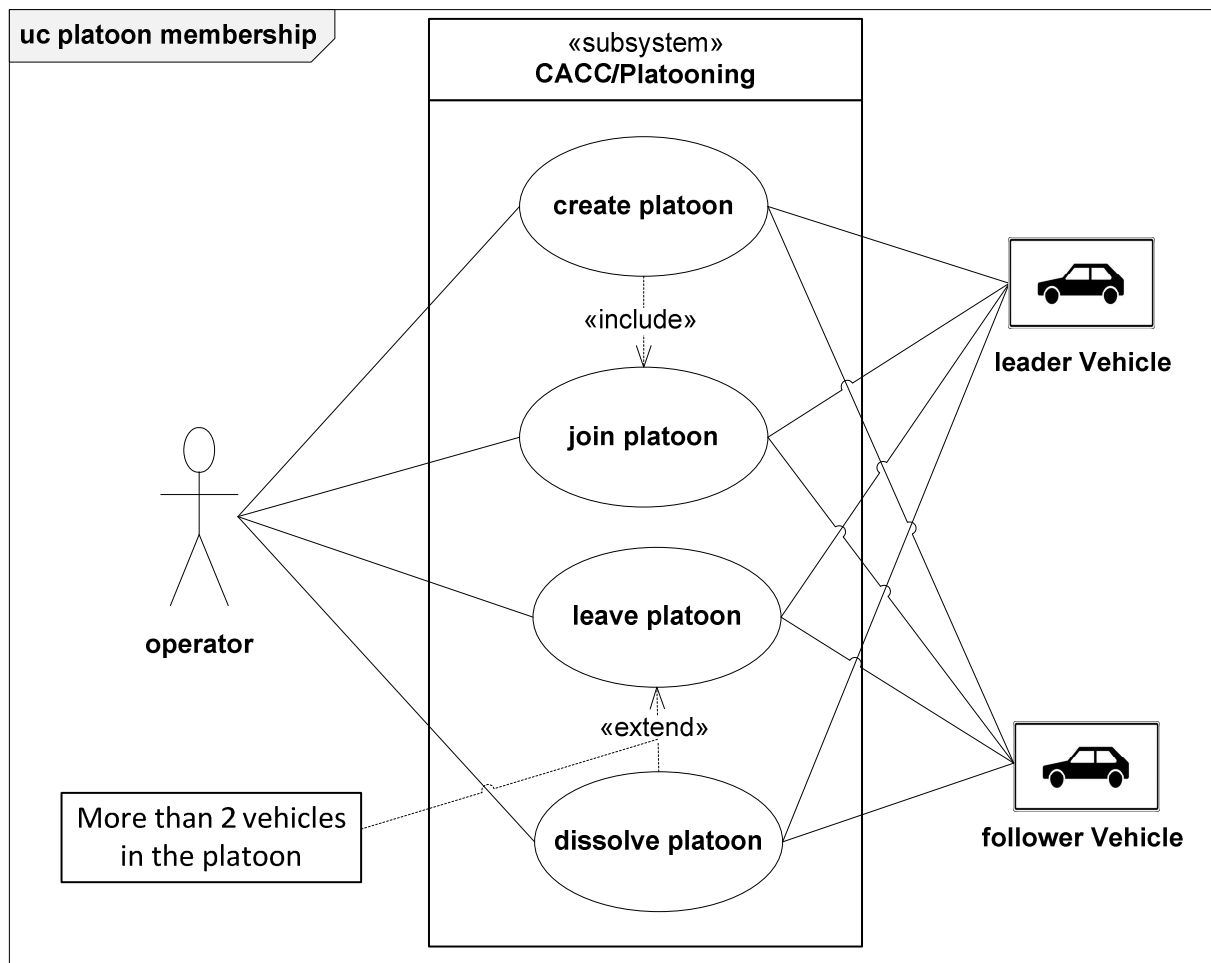 uc platoon membership
«subsystem»
CACC/Platooning
create platoon
«include»
leader Vehicle
join platoon
leave platoon
operator
«extend»
More than 2 vehicles
in the platoon
dissolve platoon
follower Vehicle